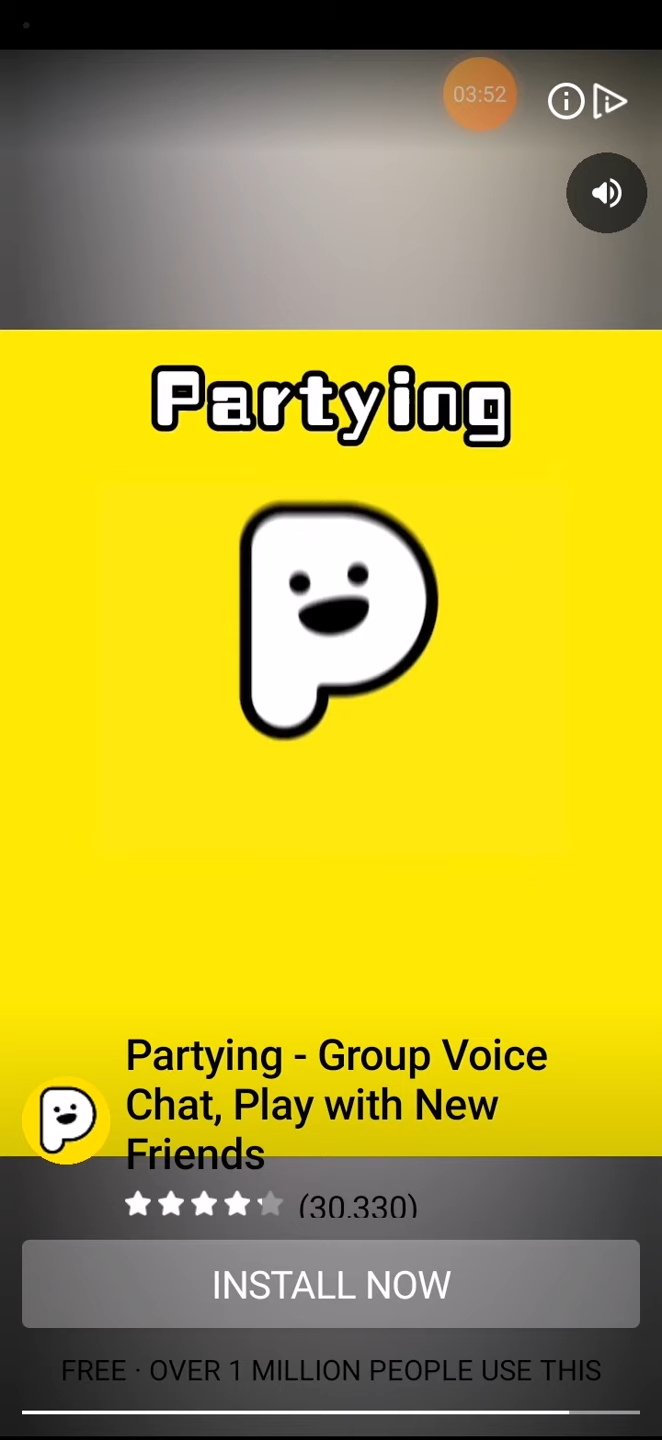 03:52
Partying
Partying - Group Voice
Chat, Play with New
Friends
(30.330)
INSTALL NOW
FREE · OVER 1 MILLION PEOPLE USE THIS